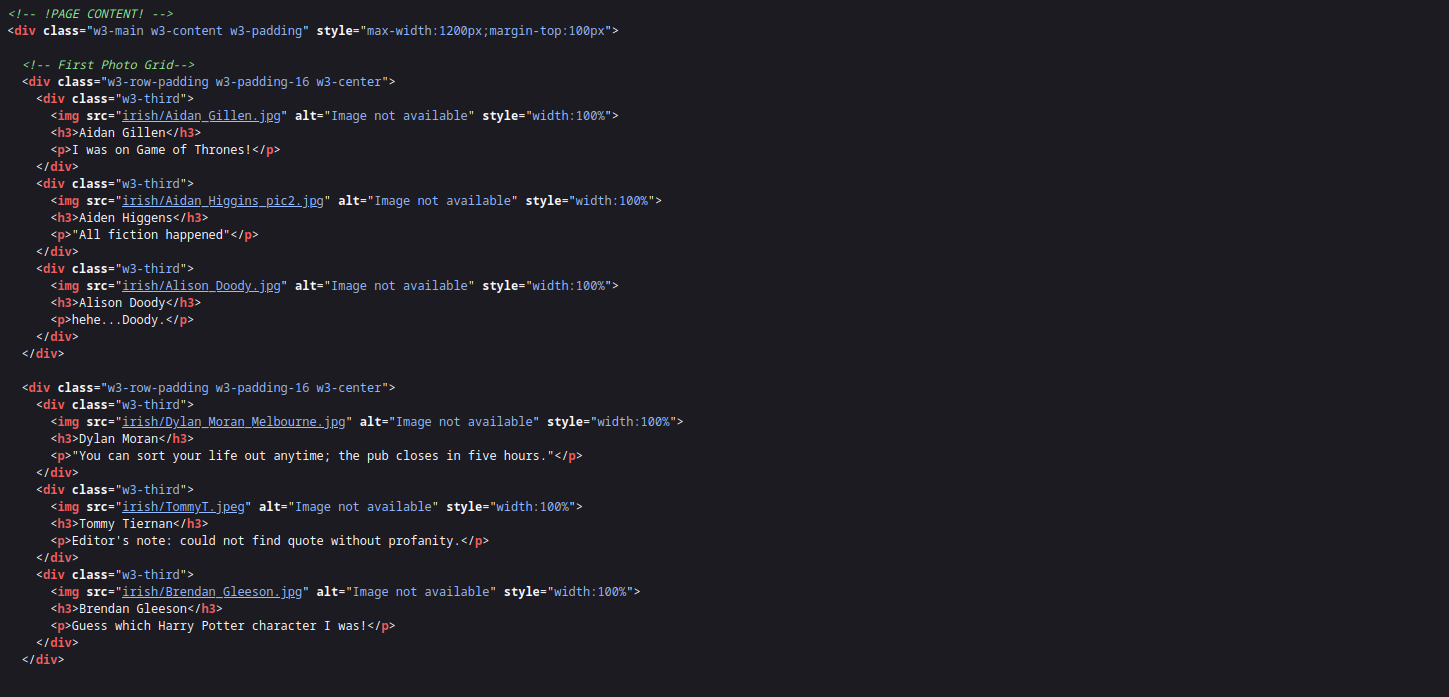 <!-- !PAGE CONTENT! -->
<div class="w3-main w3-content w3-padding" style="max-width:1200px;margin-top:100px">
<!-- First Photo Grid-->
<div class="w3-row-padding w3-padding-16 w3-center">
<div class="w3-third">
<img src="irish/Aidan_Gillen.jpg" alt="Image not available" style="width:100%">
<h3>Aidan Gillen</h3>
<p>I was on Game of Thrones!</p>
</div>
<div class="w3-third">
<img src="irish/Aidan_Higgins_pic2.jpg" alt="Image not available" style="width:100%">
<h3>Aiden Higgens</h3>
<p>"All fiction happened"</p>
</div>
<div class="w3-third">
<img src="irish/Alison_Doody.jpg" alt="Image not available" style="width:100%">
<h3>Alison Doody</h3>
<p>hehe...Doody.</p>
</div>
</div>
<div class="w3-row-padding w3-padding-16 w3-center">
<div class="w3-third">
<img src="irish/Dylan_Moran_Melbourne.jpg" alt="Image not available" style="width:100%">
<h3>Dylan Moran</h3>
<p>"You can sort your life out anytime; the pub closes in five hours."</p>
</div>
<div class="w3-third">
<img src="irish/TommyT.jpeg" alt="Image not available" style="width:100%">
<h3>Tommy Tiernan</h3>
<p>Editor's note: could not find quote without profanity.</p>
</div>
<div class="w3-third">
<img src="irish/Brendan_Gleeson.jpg" alt="Image not available" style="width:100%">
<h3>Brendan Gleeson</h3>
<p>Guess which Harry Potter character I was!</p>
</div>
</div>